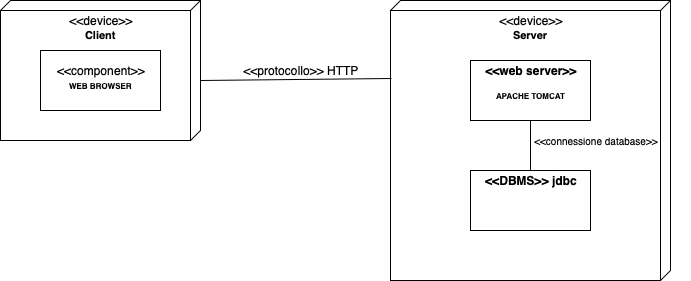 <<device>>
Client
<<component>>
WEB BROWSER
<<protocollo>> HTTP
<<device>>
Server
<<web server>>
APACHE TOMCAT
<<connessione database>>
<<DBMS>> jdbc